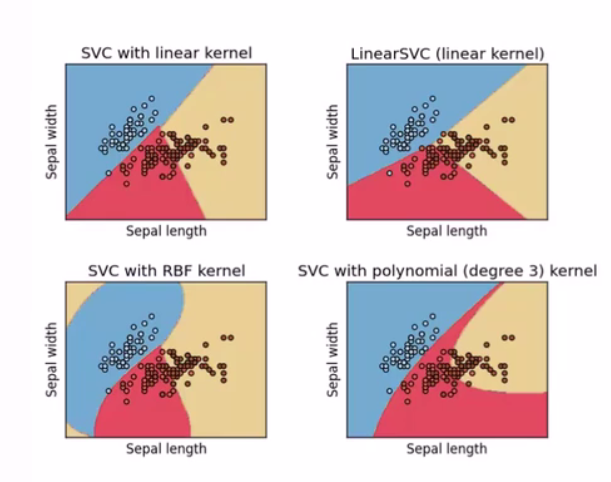 SVC with linear kernel
LinearSVC (linear kernel)
Sepal width
Sepal width
Sepal length
Sepal length
SVC with RBF kernel
SVC with polynomial (degree 3) kernel
Sepal width
Sepal width
Sepal length
Sepal length